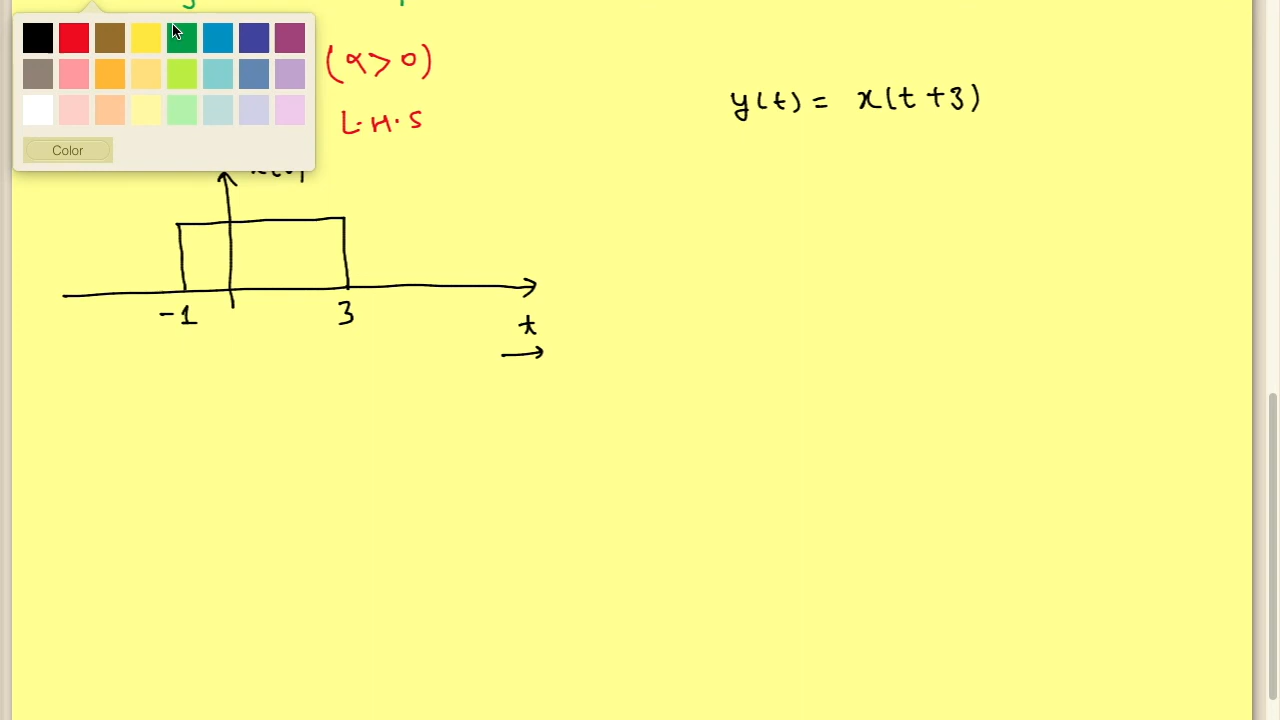 (α>0)
y(t) = x(t+3)
L.H.S
Color
-1
3
t